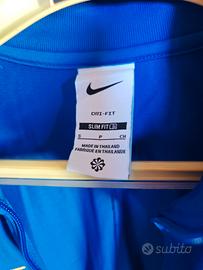 DRI-FIT
SLIM FIT
S P CH
MADE IN THAILAND
FABRIQUÉ EN THAÏLANDE
subito